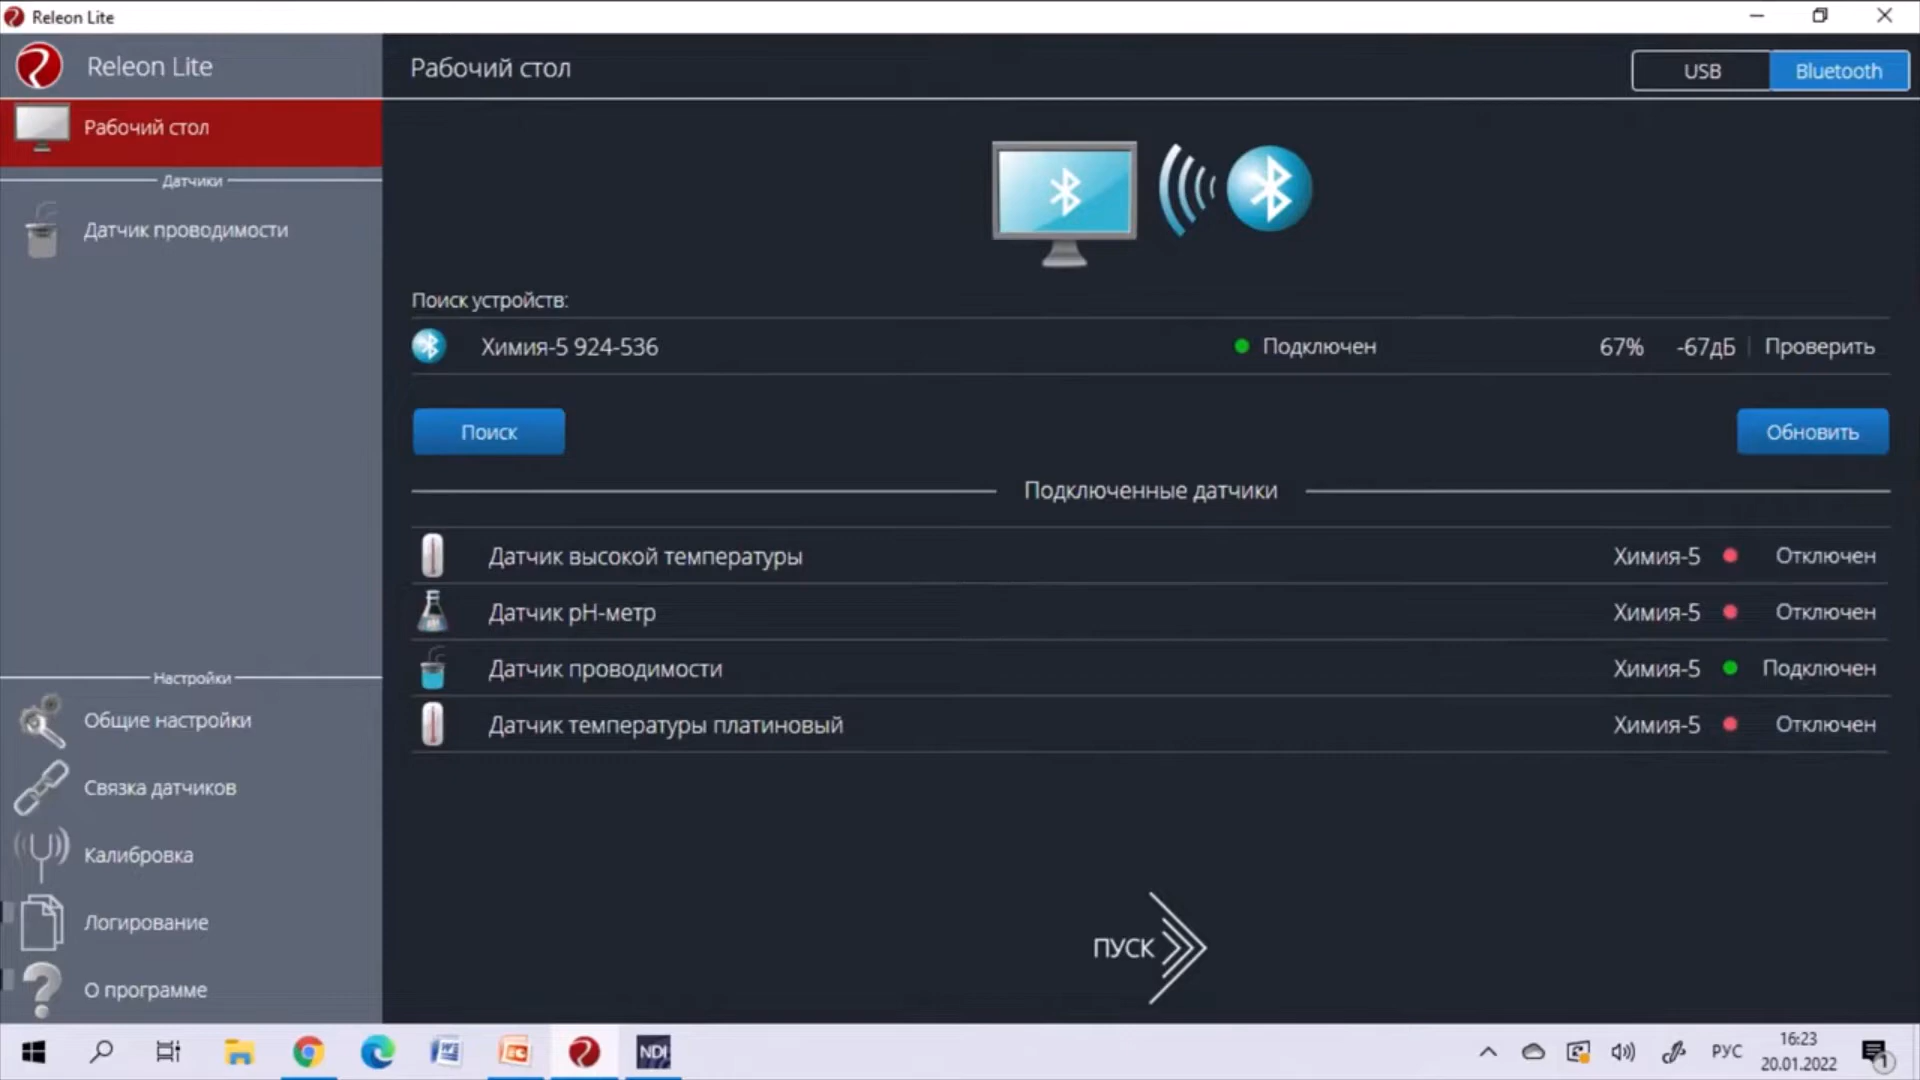 Releon Lite
Releon Lite
Рабочий стол
USB
Bluetooth
Рабочий стол
Датчики
Датчик проводимости
Поиск устройств:
Химия-5 924-536
Подключен
67%
-67дБ
Проверить
Поиск
Обновить
Подключенные датчики
Датчик высокой температуры
Химия-5
Отключен
Датчик pH-метр
Химия-5
Отключен
Датчик проводимости
Химия-5
Подключен
Датчик температуры платиновый
Химия-5
Отключен
Настройки
Общие настройки
Связка датчиков
Калибровка
Логирование
О программе
ПУСК
NDI
РУС
16:23
20.01.2022
1